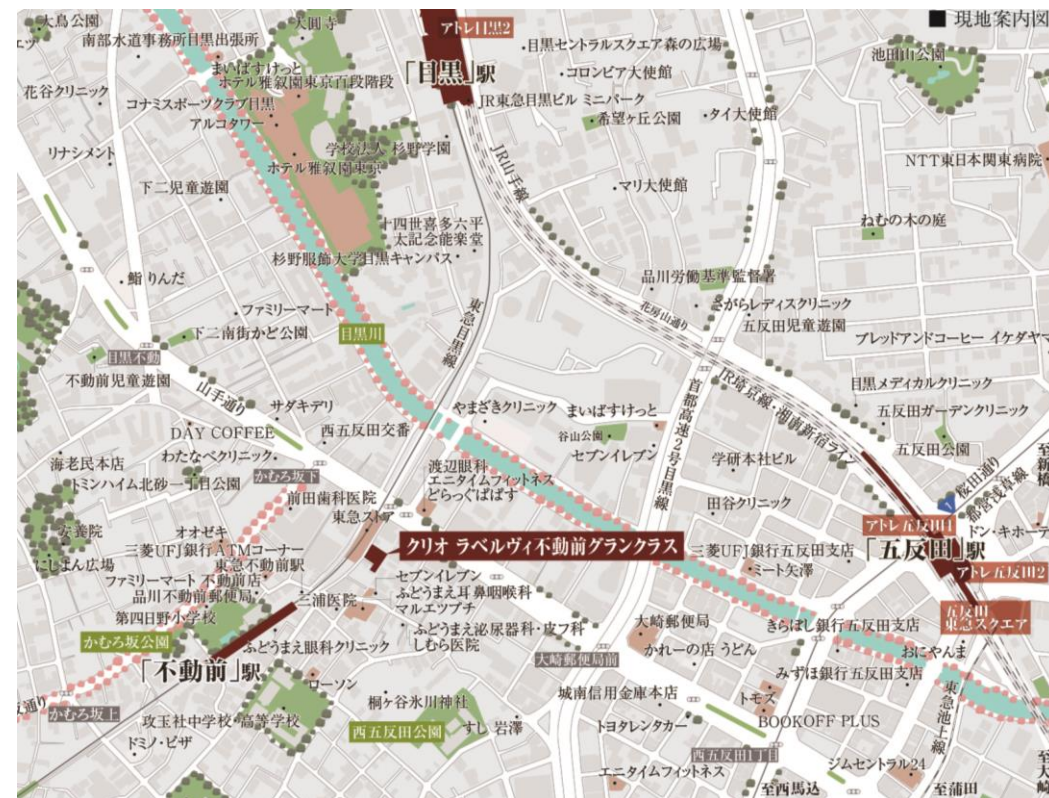 ■ 現地案内図
大鳥公園
大圓寺
アトレ目黒2
南部水道事務所目黒出張所
目黒セントラルスクエア森の広場
池田山公園
まいばすけっと
ホテル雅叙園東京百段階段
「目黒」駅
コロンビア大使館
花谷クリニック
コナミスポーツクラブ目黒
JR東急目黒ビル ミニパーク
アルコタワー
希望ヶ丘公園
タイ大使館
リナシメント
学校法人 杉野学園
JR山手線
NTT東日本関東病院
ホテル雅叙園東京
下二児童遊園
マリ大使館
十四世喜多六平
太記念能楽堂
ねむの木の庭
杉野服飾大学目黒キャンパス
鮨 りんだ
品川労働基準監督署
ファミリーマート
東急目黒線
花房山通り
さがらレディスクリニック
下二南街かど公園
目黒川
五反田児童遊園
ブレッドアンドコーヒー イケダヤマ
目黒不動
不動前児童遊園
山手通り
首都高速2号目黒線
JR埼京線・湘南新宿ライン
目黒メディカルクリニック
サダキデリ
やまざきクリニック
まいばすけっと
五反田ガーデンクリニック
DAY COFFEE
西五反田交番
谷山公園
セブンイレブン
五反田公園
わたなべクリニック
海老民本店
かむろ坂下
渡辺眼科
エニタイムフィットネス
どらっぐぱぱす
学研本社ビル
桜田通り
至新橋
トミンハイム北砂一丁目公園
前田歯科医院
田谷クリニック
都営浅草線
安養院
オオゼキ
東急ストア
アトレ五反田1
ドン・キホーテ
三菱UFJ銀行ATMコーナー
クリオ ラベルヴィ不動前グランクラス
三菱UFJ銀行五反田支店
「五反田」駅
にしまん広場
東急不動前駅
ミート矢澤
アトレ五反田2
ファミリーマート 不動前店
セブンイレブン
品川不動前郵便局
三浦医院
ふどうまえ耳鼻咽喉科
マルエツプチ
第四日野小学校
大崎郵便局
きらぼし銀行五反田支店
五反田
東急スクエア
かむろ坂公園
ふどうまえ眼科クリニック
ふどうまえ泌尿器科・皮フ科
しむら医院
かれーの店 うどん
おにやんま
「不動前」駅
大崎郵便局前
みずほ銀行五反田支店
ローソン
桐ヶ谷氷川神社
城南信用金庫本店
トモズ
東急池上線
かむろ坂上
攻玉社中学校・高等学校
西五反田公園
すし 岩澤
トヨタレンタカー
BOOKOFF PLUS
ドミノ・ピザ
西五反田1丁目
エニタイムフィットネス
ジムセントラル24
至西馬込
至蒲田